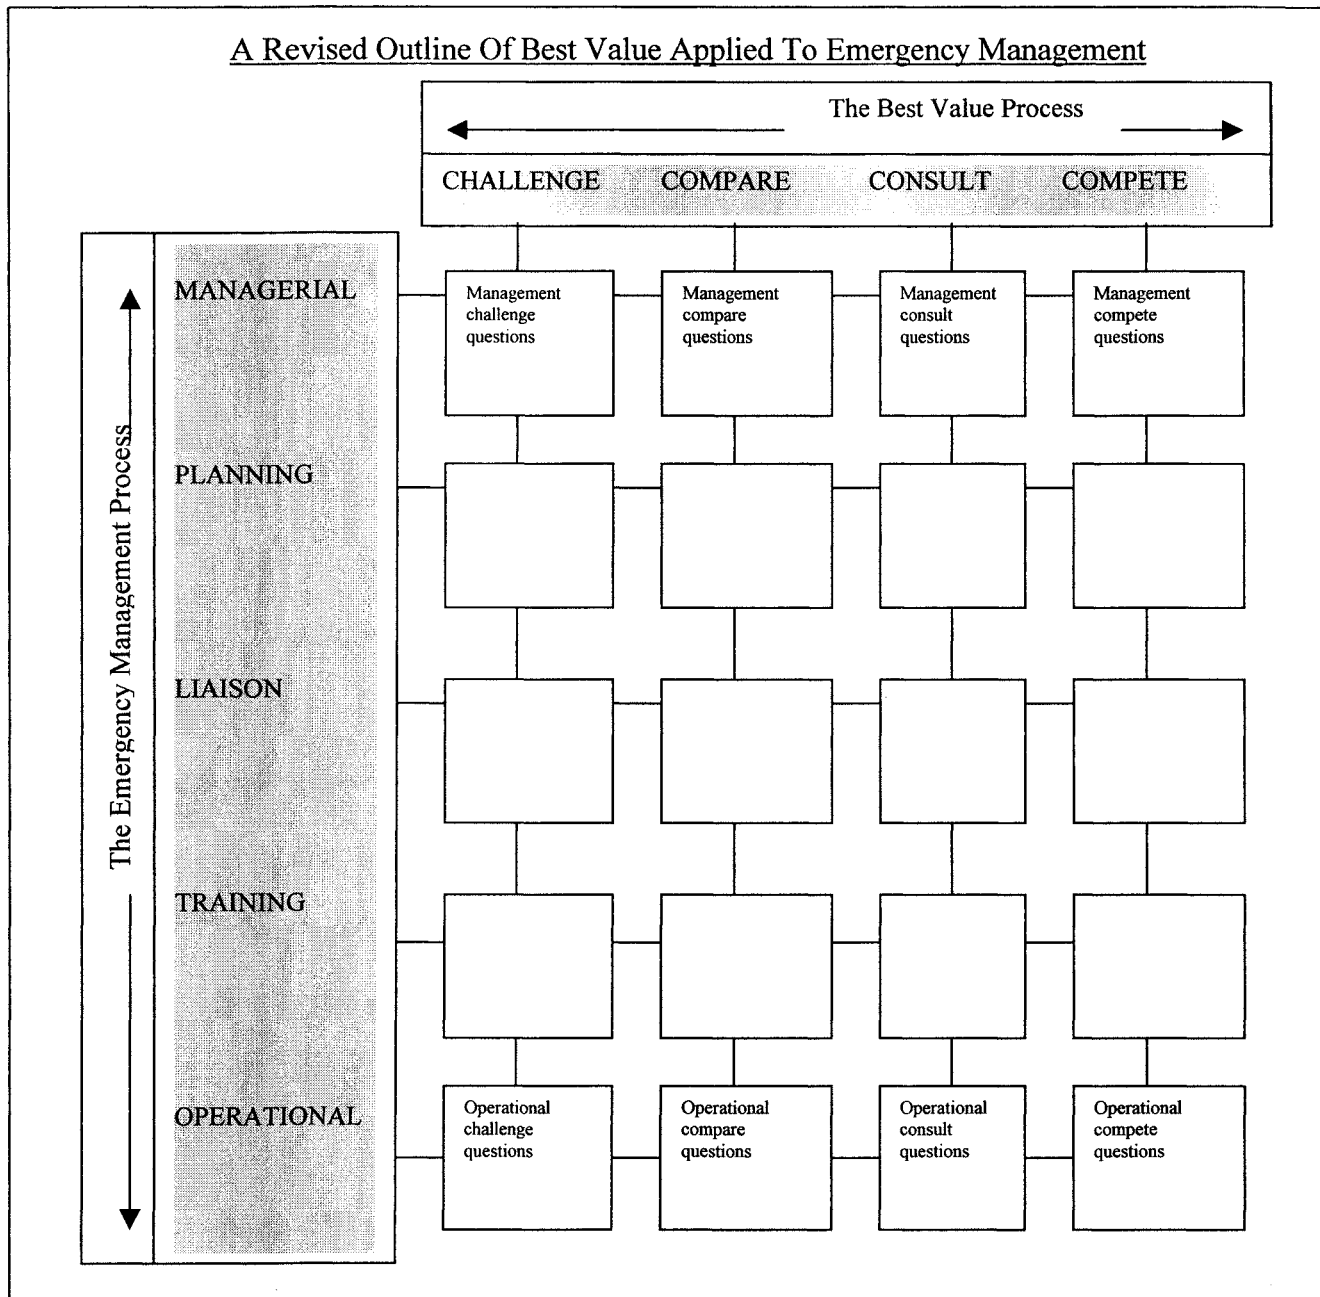 A Revised Outline Of Best Value Applied To Emergency Management
The Best Value Process
CHALLENGE COMPARE CONSULT COMPETE
The Emergency Management Process
MANAGERIAL
Management
challenge
questions
Management
compare
questions
Management
consult
questions
Management
compete
questions
PLANNING
LIAISON
TRAINING
OPERATIONAL
Operational
challenge
questions
Operational
compare
questions
Operational
consult
questions
Operational
compete
questions